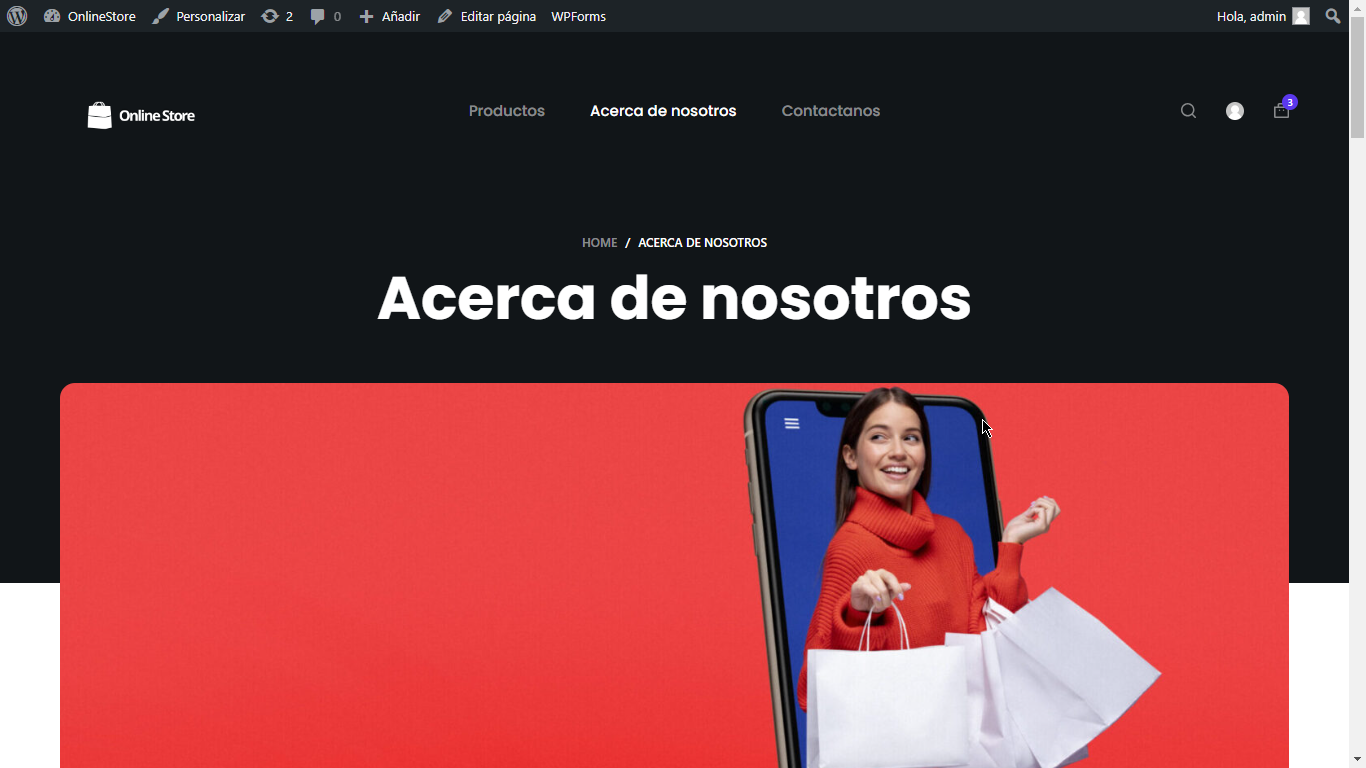 OnlineStore Personalizar 2 0 Añadir Editar página WPForms Hola, admin
Online Store Productos Acerca de nosotros Contactanos 3
HOME / ACERCA DE NOSOTROS
Acerca de nosotros